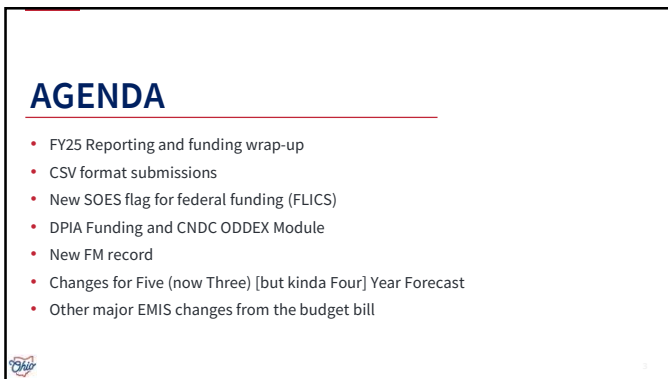 AGENDA
• FY25 Reporting and funding wrap-up
• CSV format submissions
• New SOES flag for federal funding (FLICS)
• DPIA Funding and CNDC ODDEX Module
• New FM record
• Changes for Five (now Three) [but kinda Four] Year Forecast
• Other major EMIS changes from the budget bill
Ohio